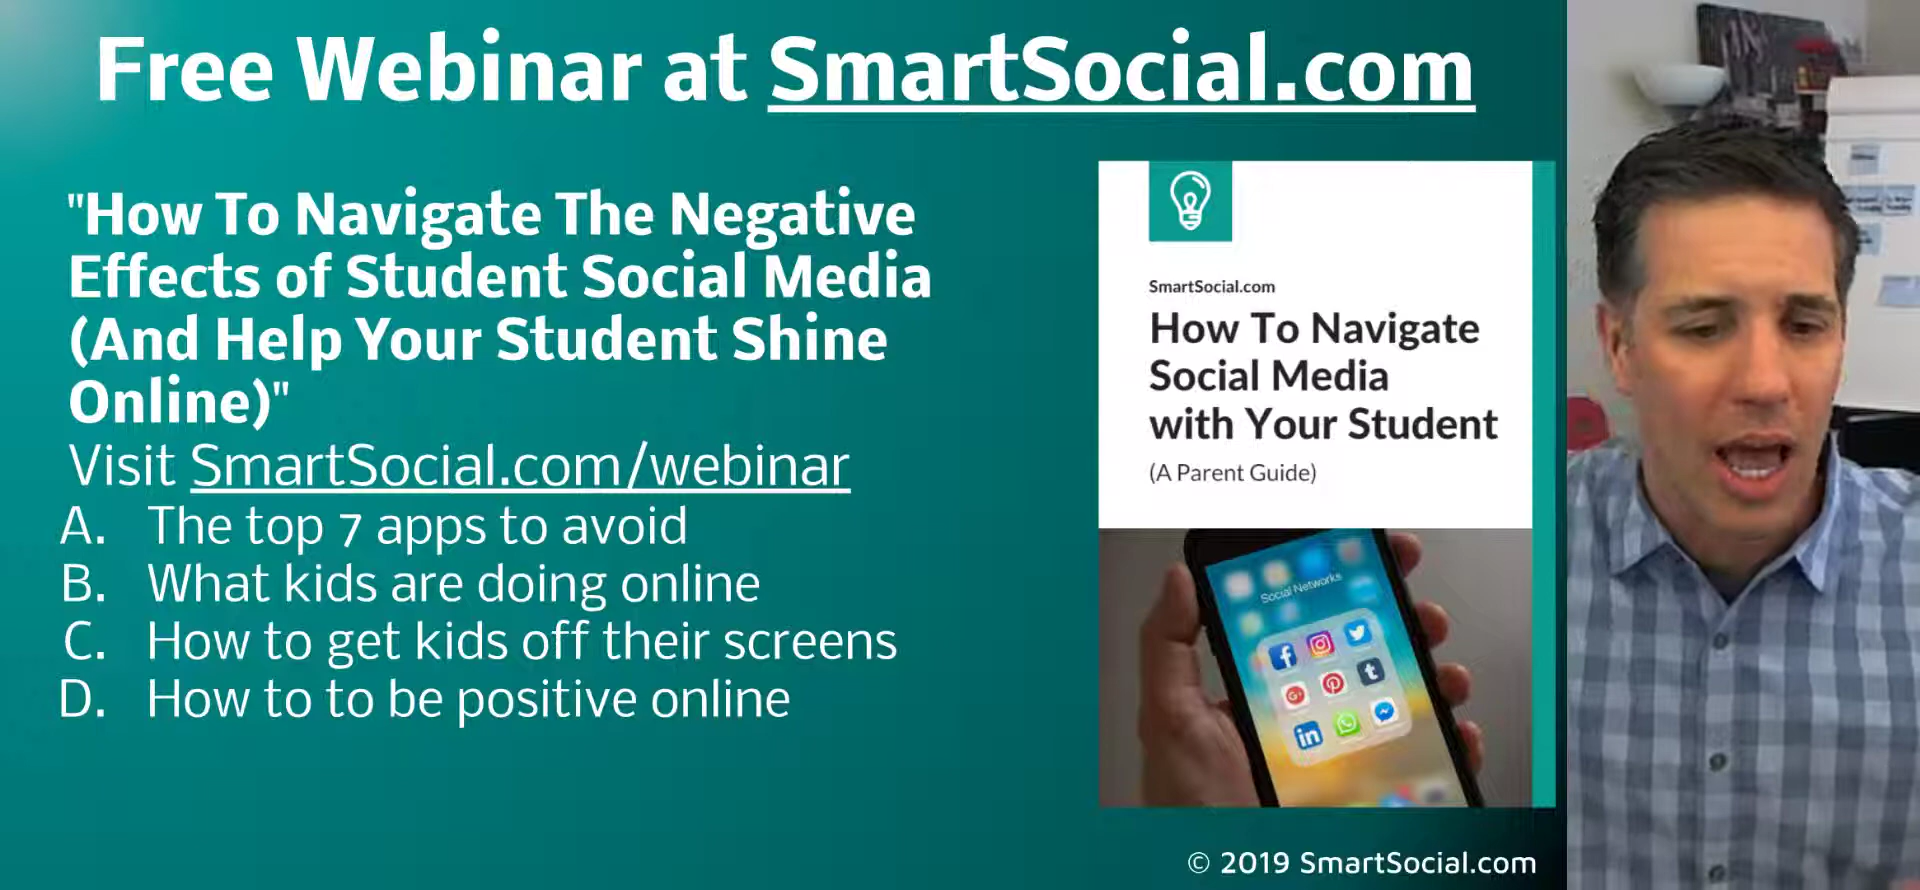 Free Webinar at SmartSocial.com
"How To Navigate The Negative
Effects of Student Social Media
(And Help Your Student Shine
Online)"
Visit SmartSocial.com/webinar
A. The top 7 apps to avoid
B. What kids are doing online
C. How to get kids off their screens
D. How to to be positive online
SmartSocial.com
How To Navigate
Social Media
with Your Student
(A Parent Guide)
Social Networks
© 2019 SmartSocial.com